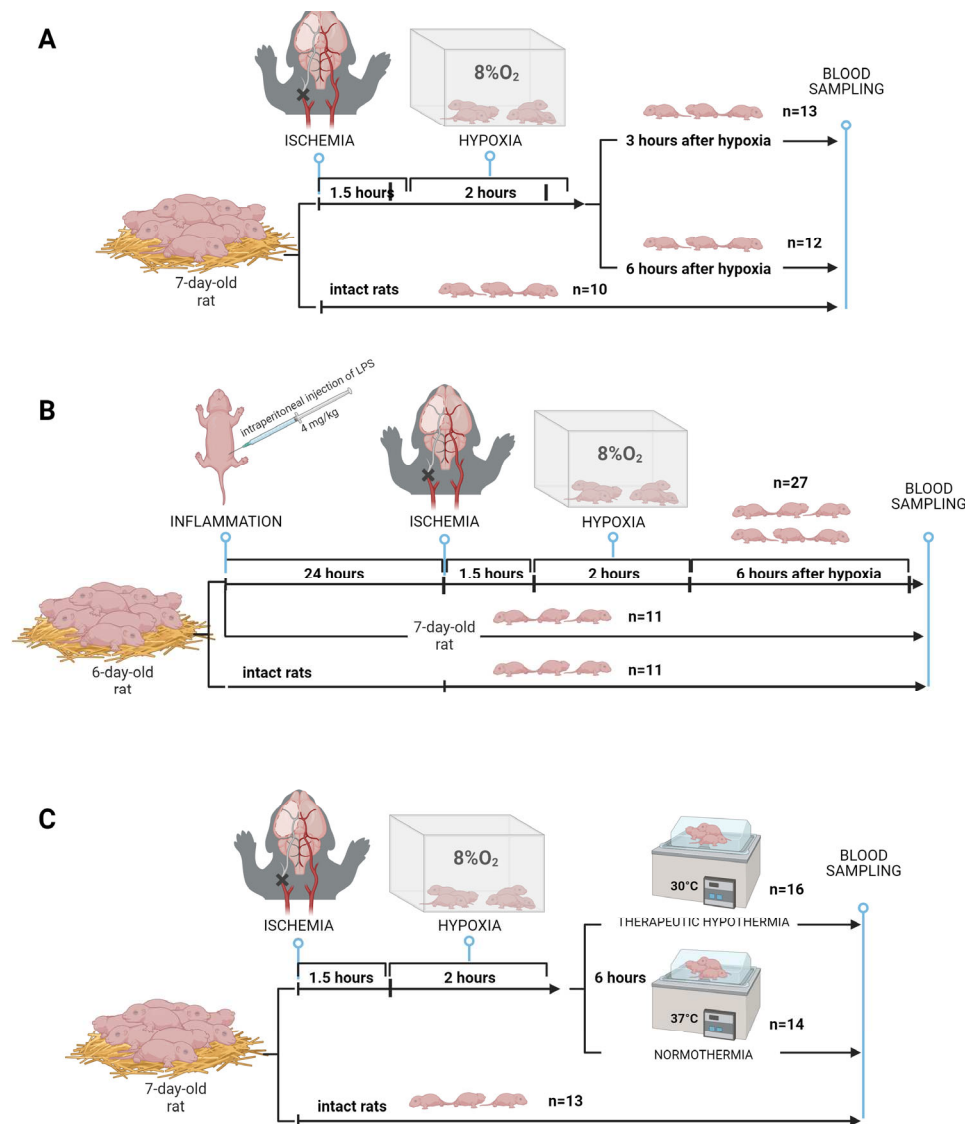 A
8%O₂
BLOOD
SAMPLING
n=13
ISCHEMIA
HYPOXIA
3 hours after hypoxia
1.5 hours
2 hours
n=12
6 hours after hypoxia
7-day-old
rat
intact rats
n=10
B
intraperitoneal injection of LPS
4 mg/kg
8%O₂
n=27
BLOOD
SAMPLING
INFLAMMATION
ISCHEMIA
HYPOXIA
24 hours
1.5 hours
2 hours
6 hours after hypoxia
n=11
7-day-old
rat
6-day-old
rat
intact rats
n=11
C
8%O₂
BLOOD
SAMPLING
30°C
n=16
ISCHEMIA
HYPOXIA
THERAPEUTIC HYPOTHERMIA
1.5 hours
2 hours
6 hours
37°C
n=14
NORMOTHERMIA
7-day-old
rat
intact rats
n=13